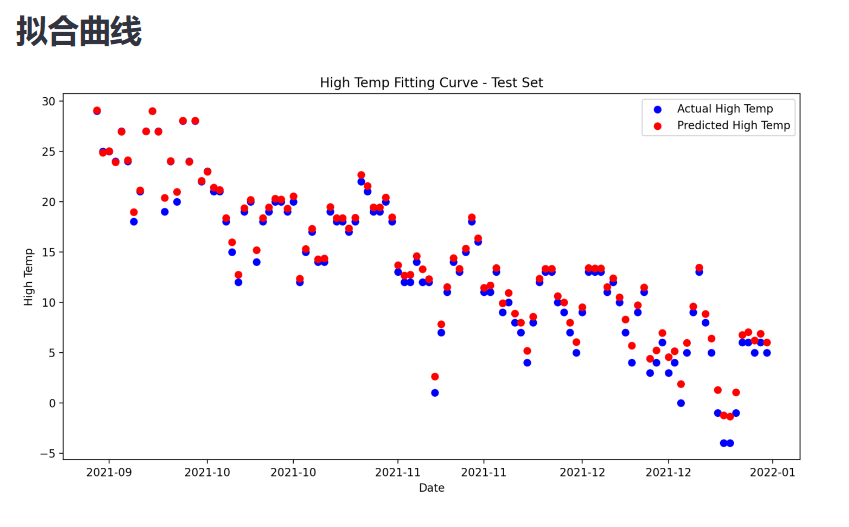 拟合曲线
High Temp Fitting Curve - Test Set
Actual High Temp
Predicted High Temp
30
25
20
15
10
5
0
−5
High Temp
2021-09
2021-10
2021-10
2021-11
2021-11
2021-12
2021-12
2022-01
Date